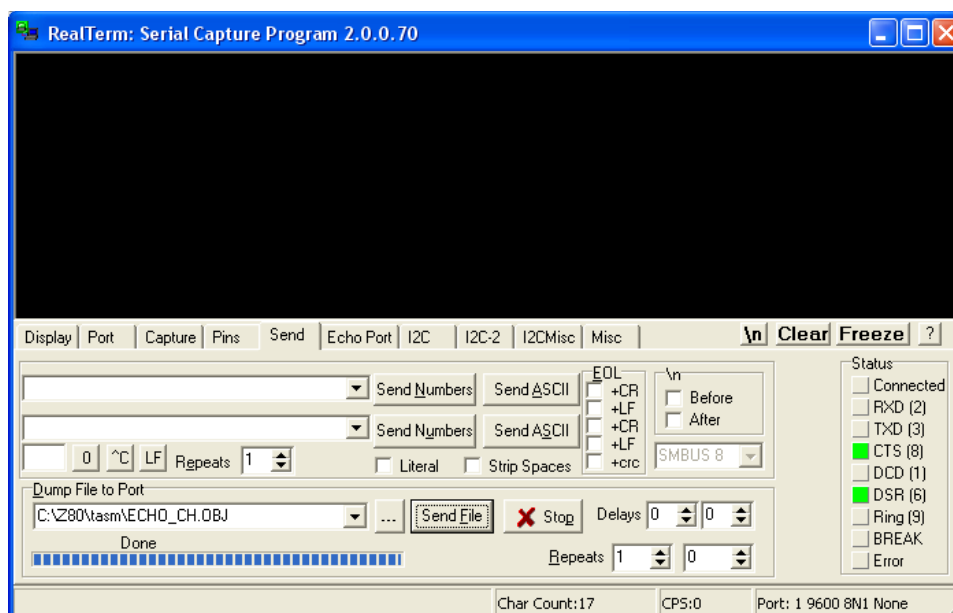 RealTerm: Serial Capture Program 2.0.0.70
Display Port Capture Pins Send Echo Port I2C I2C-2 I2CMisc Misc \n Clear Freeze ?
EOL \n Status
Send Numbers Send ASCII +CR Before Connected
+LF After RXD (2)
Send Numbers Send ASCII +CR TXD (3)
+LF SMBUS 8 CTS (8)
0 ^C LF Repeats 1 Literal Strip Spaces +crc DCD (1)
Dump File to Port DSR (6)
C:\Z80\tasm\ECHO_CH.OBJ ... Send File Stop Delays 0 0 Ring (9)
Done BREAK
Repeats 1 0 Error
Char Count:17 CPS:0 Port: 1 9600 8N1 None